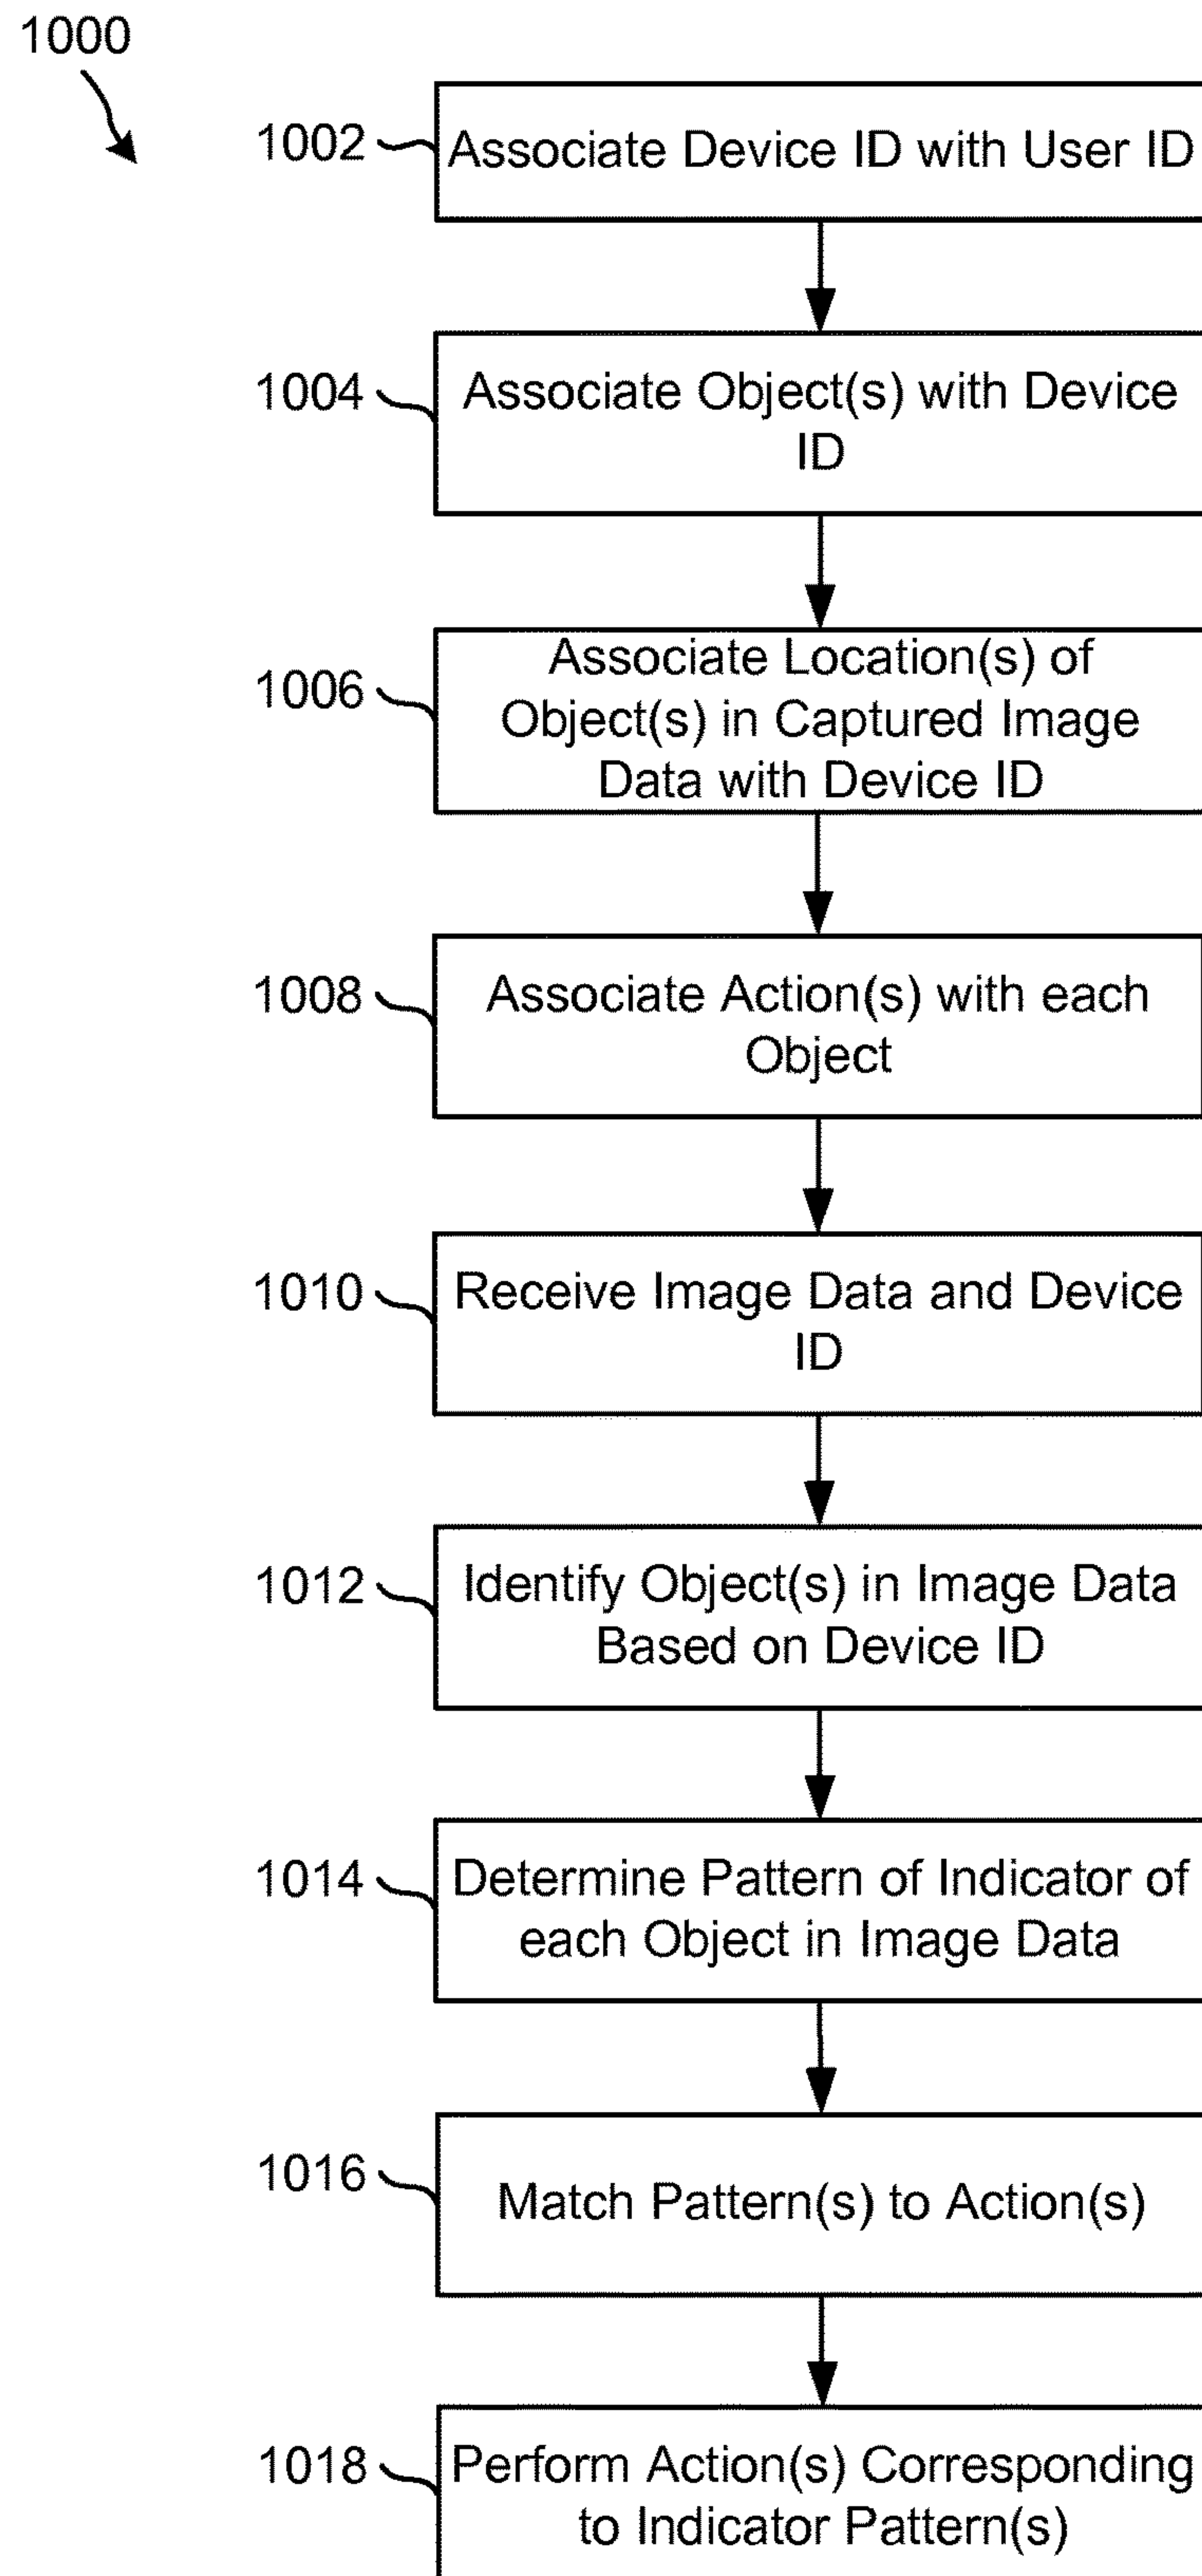 1000
1002
Associate Device ID with User ID
1004
Associate Object(s) with Device
ID
1006
Associate Location(s) of
Object(s) in Captured Image
Data with Device ID
1008
Associate Action(s) with each
Object
1010
Receive Image Data and Device
ID
1012
Identify Object(s) in Image Data
Based on Device ID
1014
Determine Pattern of Indicator of
each Object in Image Data
1016
Match Pattern(s) to Action(s)
1018
Perform Action(s) Corresponding
to Indicator Pattern(s)